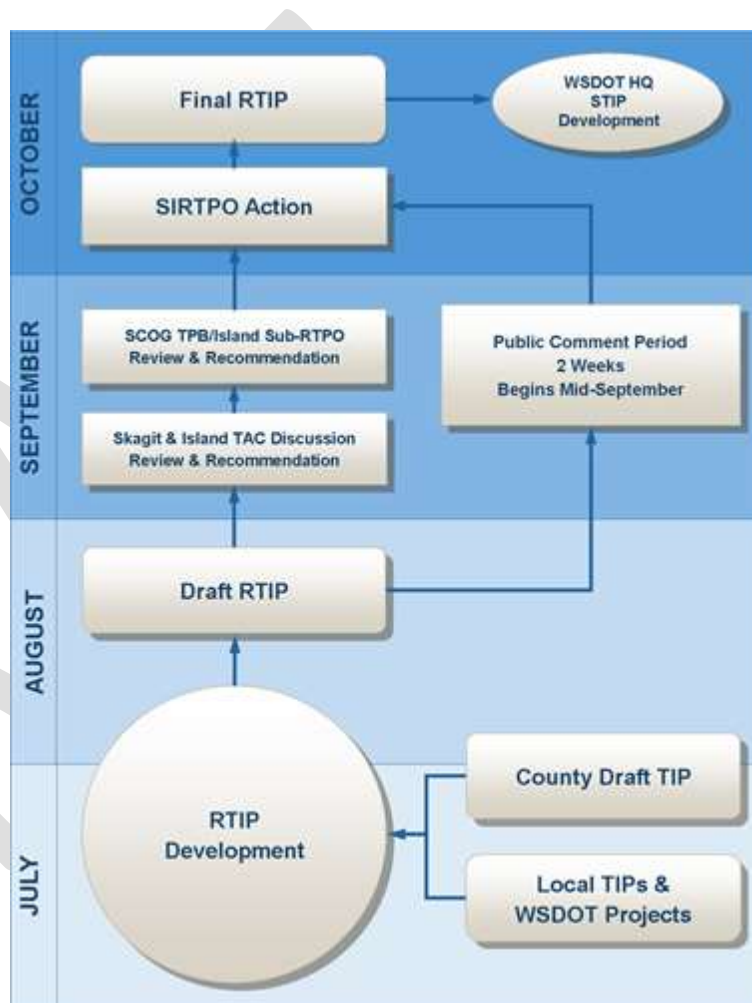 OCTOBER
Final RTIP
WSDOT HQ
STIP
Development
SIRTPO Action
SEPTEMBER
SCOG TPB/Island Sub-RTPO
Review & Recommendation
Public Comment Period
2 Weeks
Begins Mid-September
Skagit & Island TAC Discussion
Review & Recommendation
AUGUST
Draft RTIP
JULY
RTIP
Development
County Draft TIP
Local TIPs &
WSDOT Projects